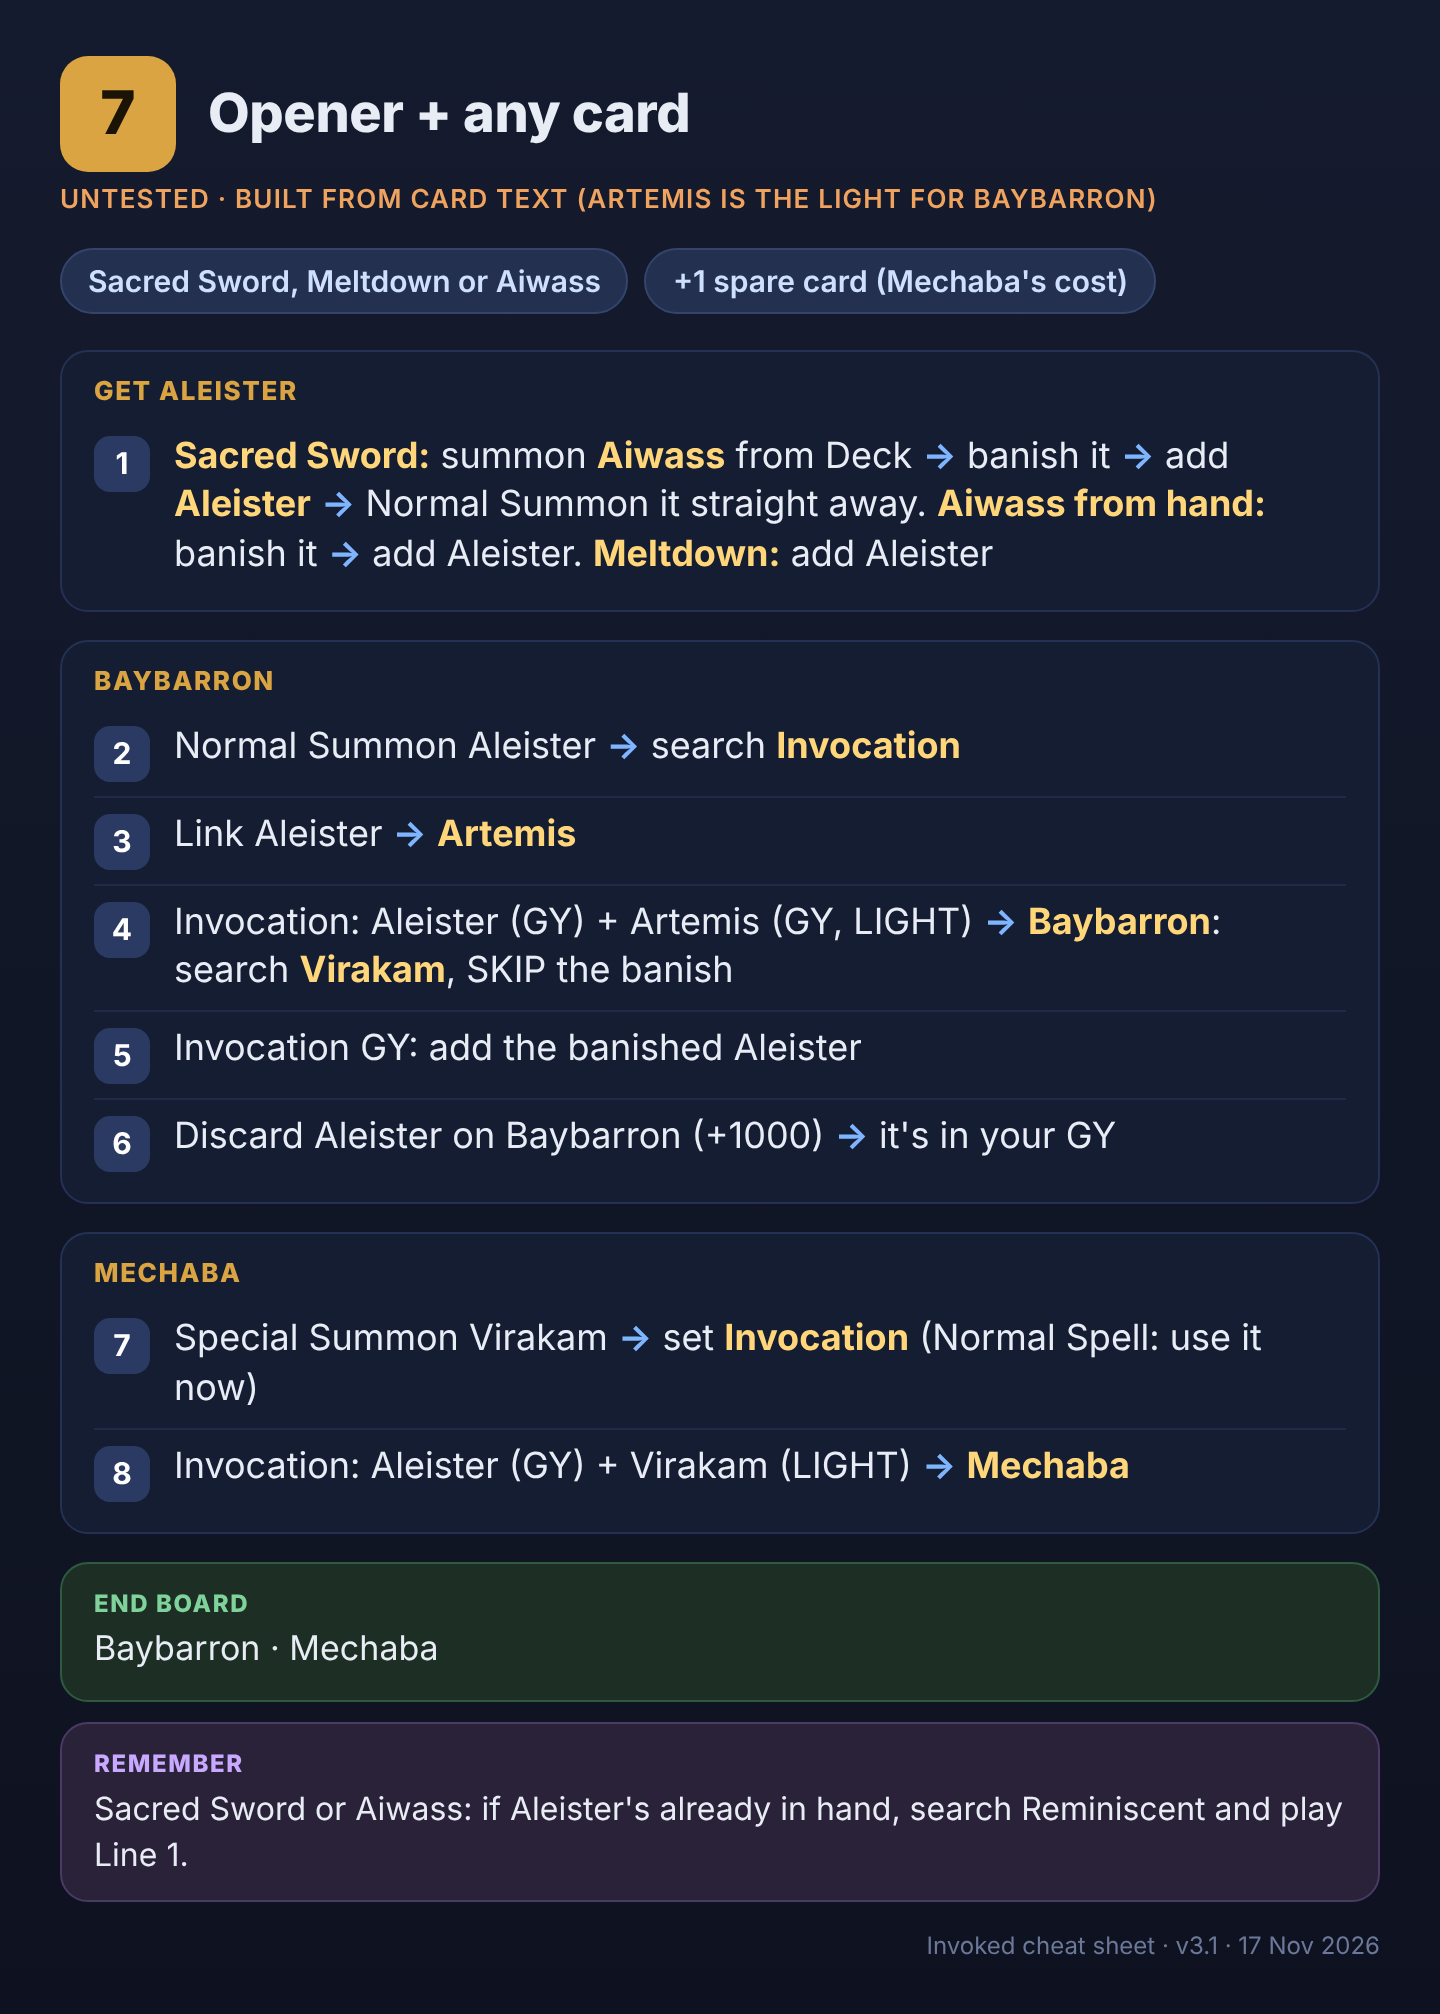 7
Opener + any card
UNTESTED · BUILT FROM CARD TEXT (ARTEMIS IS THE LIGHT FOR BAYBARRON)
Sacred Sword, Meltdown or Aiwass
+1 spare card (Mechaba's cost)
GET ALEISTER
1
Sacred Sword: summon Aiwass from Deck → banish it → add
Aleister → Normal Summon it straight away. Aiwass from hand:
banish it → add Aleister. Meltdown: add Aleister
BAYBARRON
2
Normal Summon Aleister → search Invocation
3
Link Aleister → Artemis
4
Invocation: Aleister (GY) + Artemis (GY, LIGHT) → Baybarron:
search Virakam, SKIP the banish
5
Invocation GY: add the banished Aleister
6
Discard Aleister on Baybarron (+1000) → it's in your GY
MECHABA
7
Special Summon Virakam → set Invocation (Normal Spell: use it
now)
8
Invocation: Aleister (GY) + Virakam (LIGHT) → Mechaba
END BOARD
Baybarron · Mechaba
REMEMBER
Sacred Sword or Aiwass: if Aleister's already in hand, search Reminiscent and play
Line 1.
Invoked cheat sheet · v3.1 · 17 Nov 2026